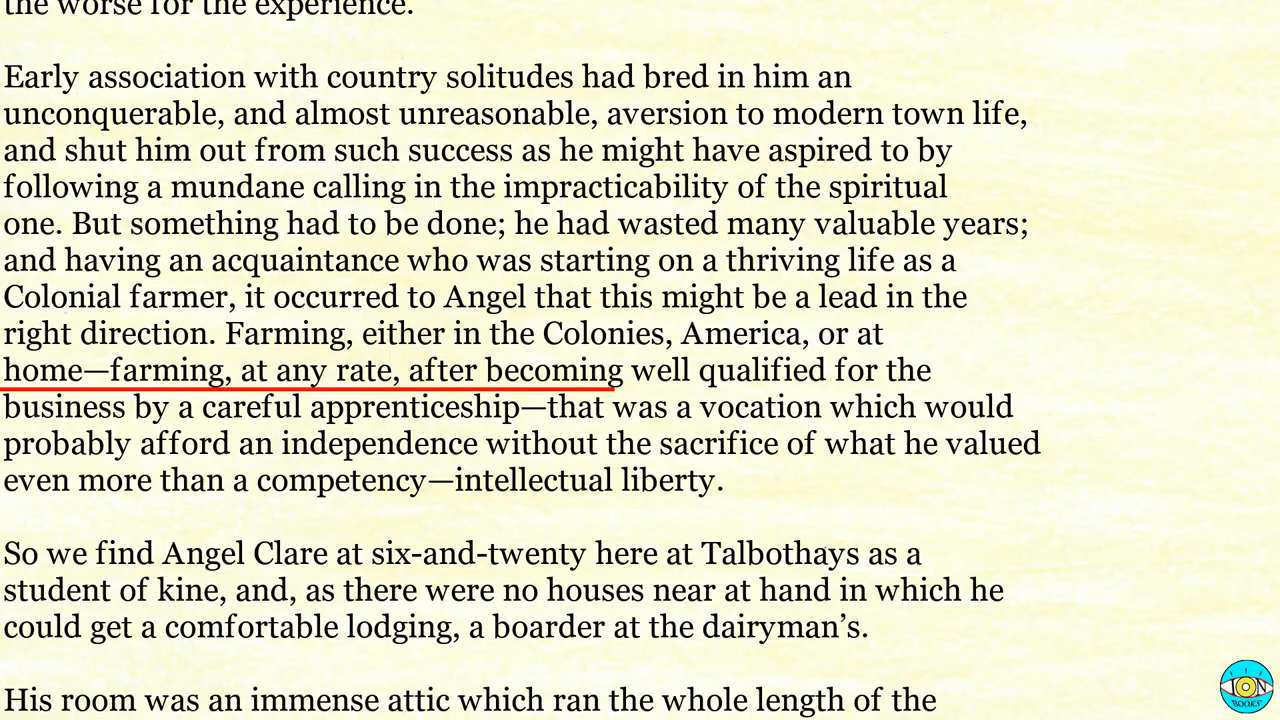 the worse for the experience.
Early association with country solitudes had bred in him an
unconquerable, and almost unreasonable, aversion to modern town life,
and shut him out from such success as he might have aspired to by
following a mundane calling in the impracticability of the spiritual
one. But something had to be done; he had wasted many valuable years;
and having an acquaintance who was starting on a thriving life as a
Colonial farmer, it occurred to Angel that this might be a lead in the
right direction. Farming, either in the Colonies, America, or at
home—farming, at any rate, after becoming well qualified for the
business by a careful apprenticeship—that was a vocation which would
probably afford an independence without the sacrifice of what he valued
even more than a competency—intellectual liberty.
So we find Angel Clare at six-and-twenty here at Talbothays as a
student of kine, and, as there were no houses near at hand in which he
could get a comfortable lodging, a boarder at the dairyman’s.
His room was an immense attic which ran the whole length of the
ION
BOOKS